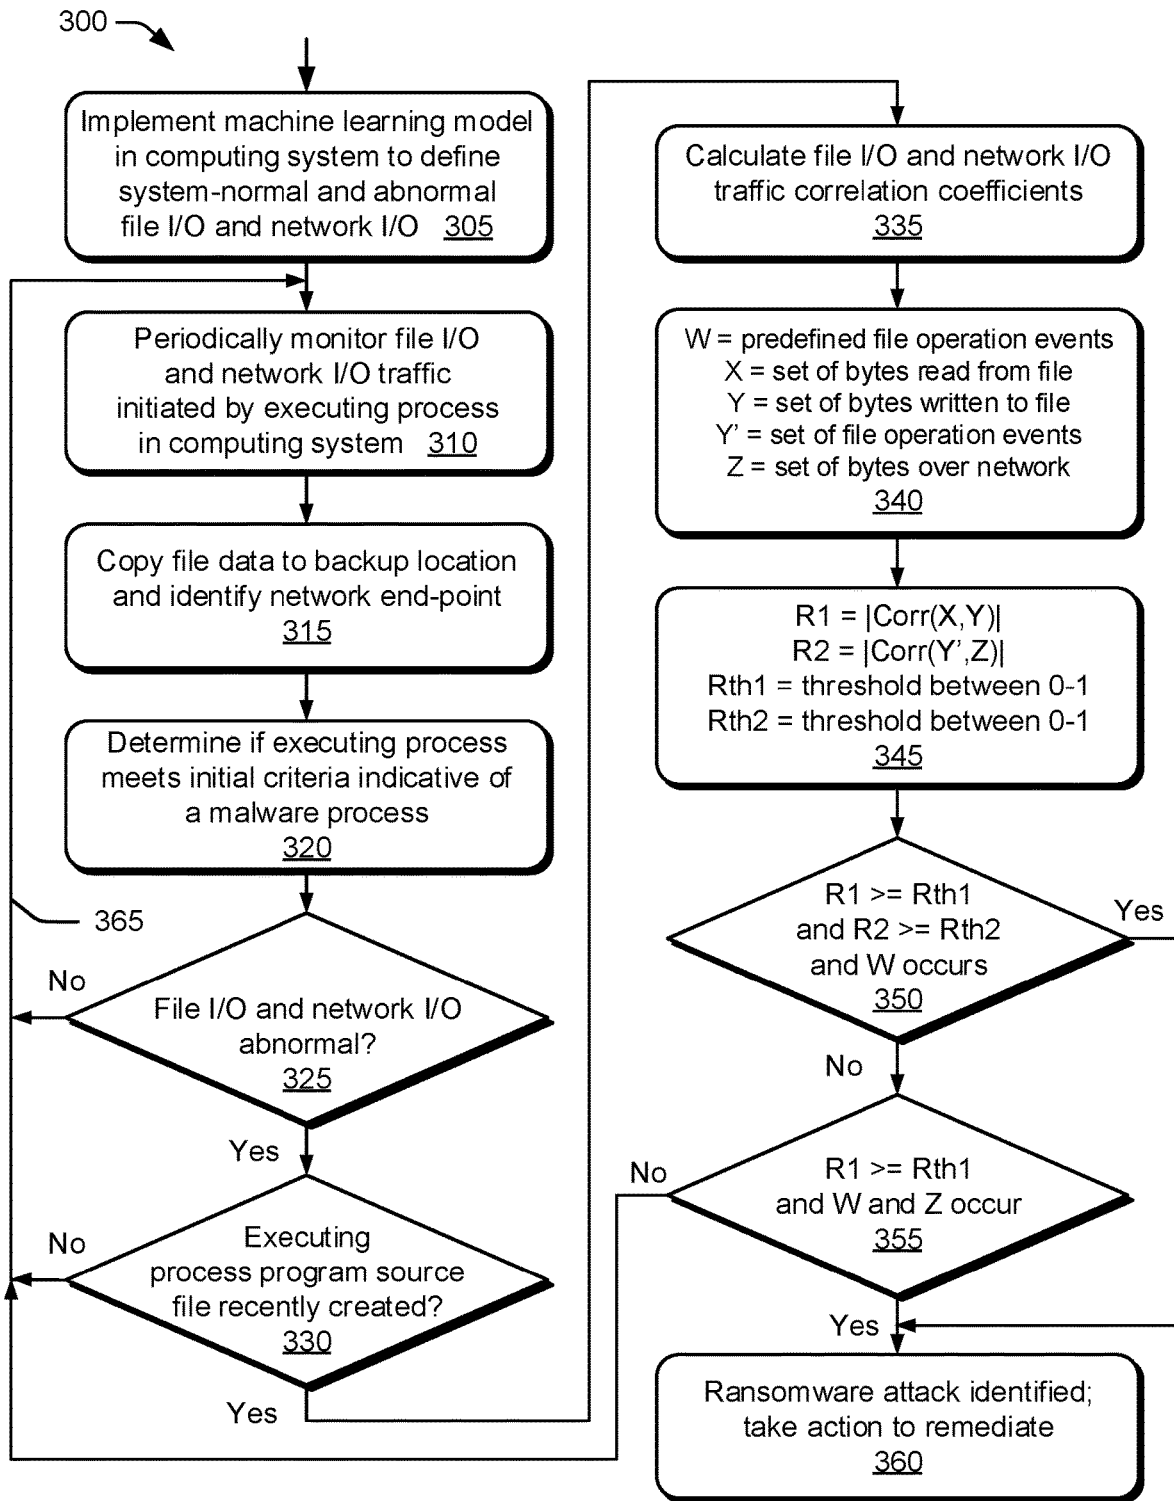 300
Implement machine learning model
in computing system to define
system-normal and abnormal
file I/O and network I/O 305
Periodically monitor file I/O
and network I/O traffic
initiated by executing process
in computing system 310
Copy file data to backup location
and identify network end-point
315
Determine if executing process
meets initial criteria indicative of
a malware process
320
365
No
File I/O and network I/O
abnormal?
325
Yes
No
Executing
process program source
file recently created?
330
Yes
Calculate file I/O and network I/O
traffic correlation coefficients
335
W = predefined file operation events
X = set of bytes read from file
Y = set of bytes written to file
Y' = set of file operation events
Z = set of bytes over network
340
R1 = |Corr(X,Y)|
R2 = |Corr(Y',Z)|
Rth1 = threshold between 0-1
Rth2 = threshold between 0-1
345
R1 >= Rth1
and R2 >= Rth2
and W occurs
350
Yes
No
R1 >= Rth1
and W and Z occur
355
No
Yes
Ransomware attack identified;
take action to remediate
360